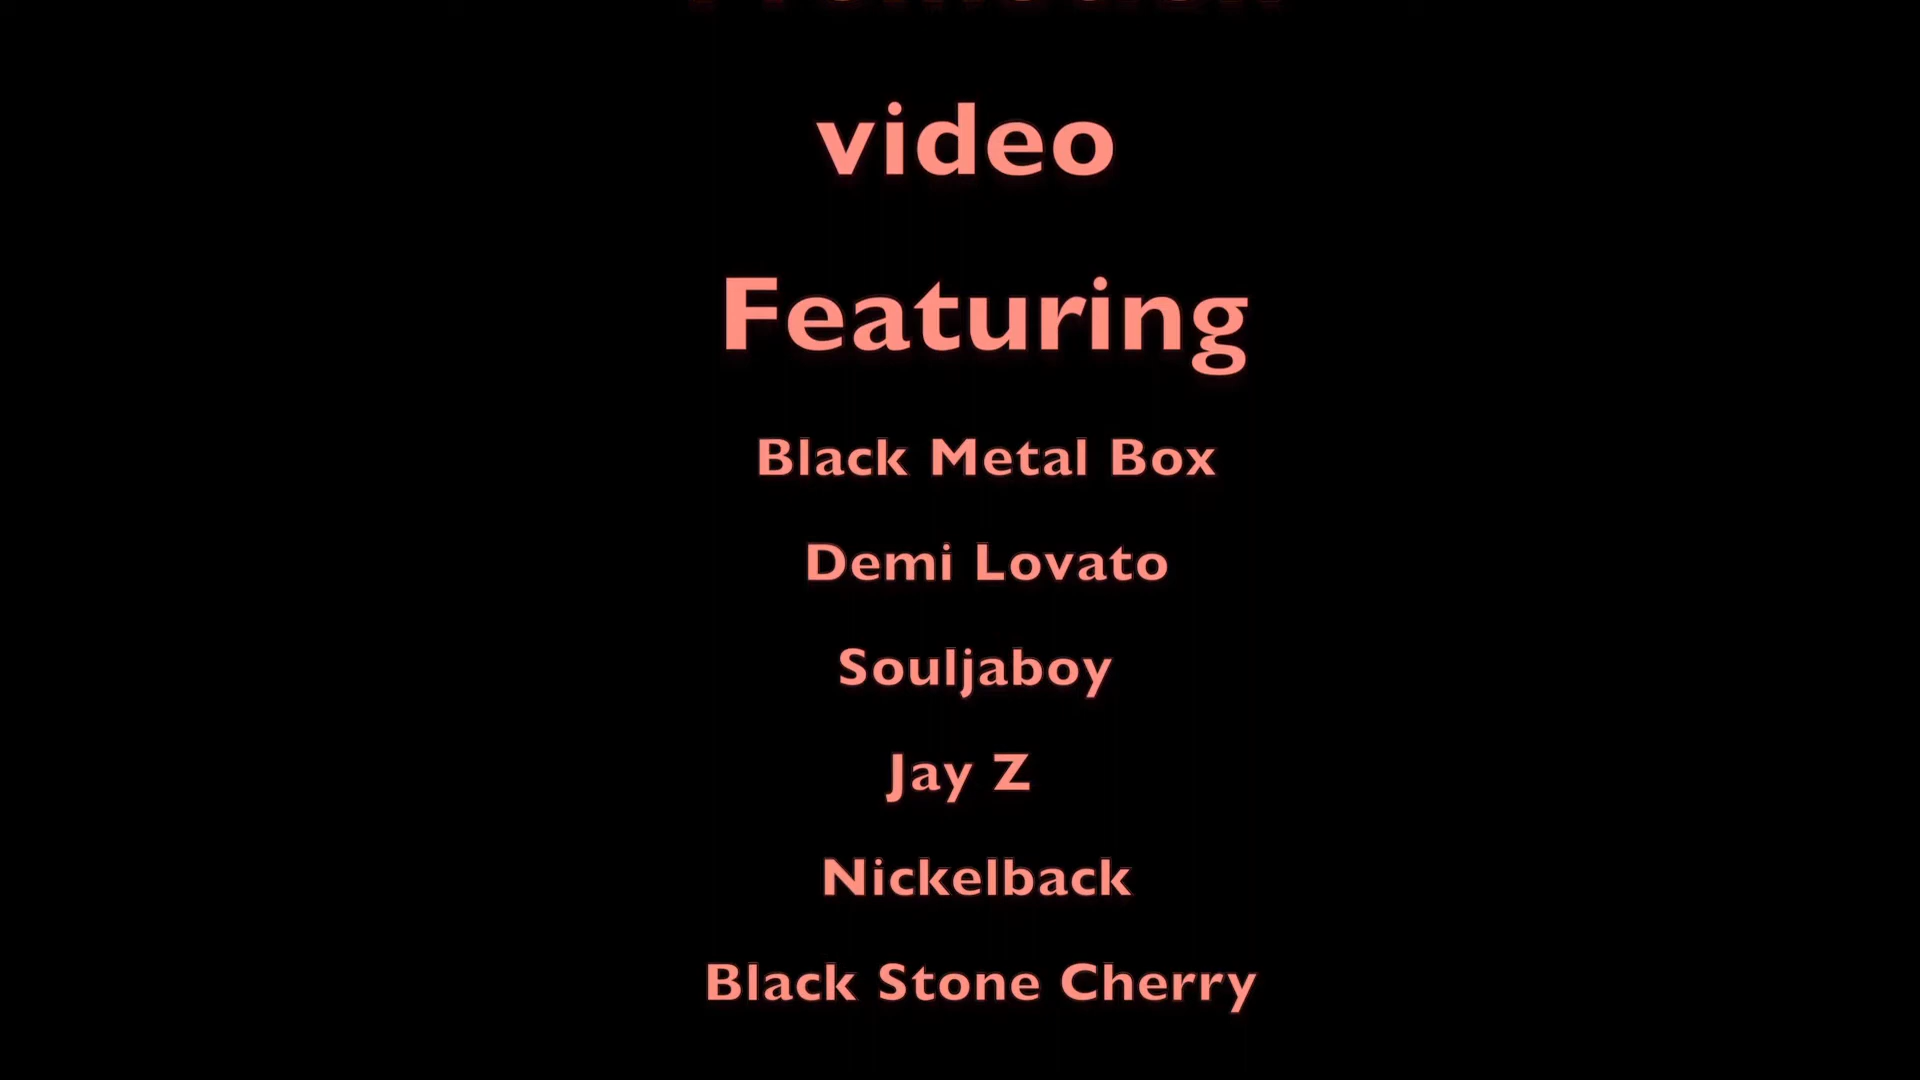 video
Featuring
Black Metal Box
Demi Lovato
Souljaboy
Jay Z
Nickelback
Black Stone Cherry